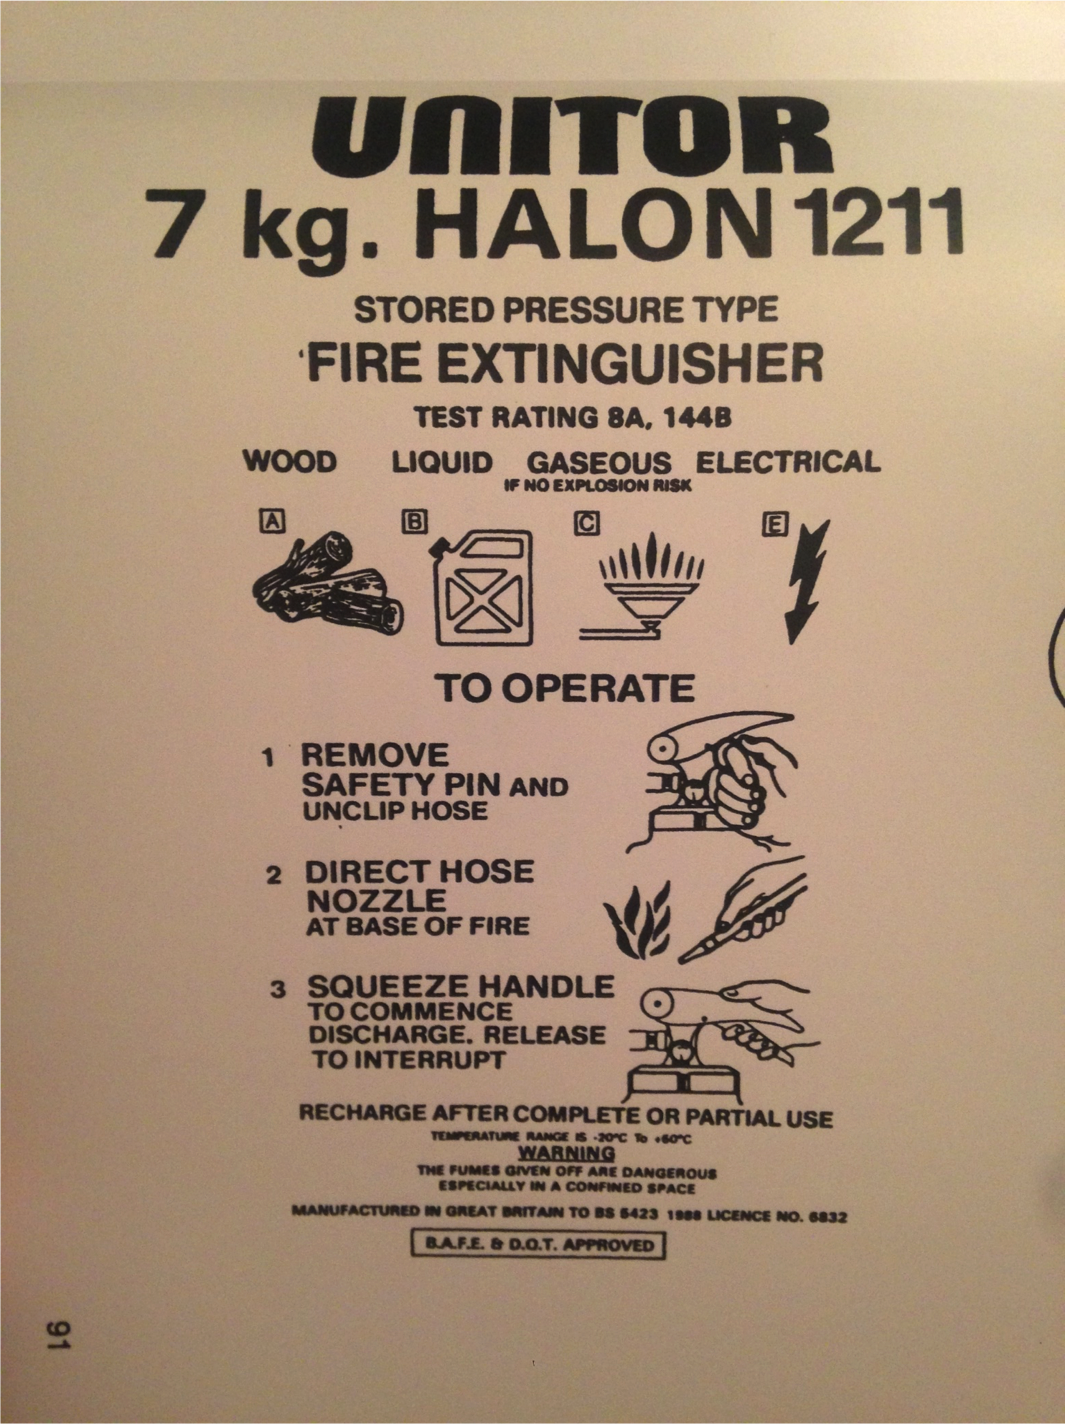 UNITOR
7 kg. HALON 1211
STORED PRESSURE TYPE
FIRE EXTINGUISHER
TEST RATING 8A, 144B
WOOD LIQUID GASEOUS ELECTRICAL
IF NO EXPLOSION RISK
A B C E
TO OPERATE
1 REMOVE
SAFETY PIN AND
UNCLIP HOSE
2 DIRECT HOSE
NOZZLE
AT BASE OF FIRE
3 SQUEEZE HANDLE
TO COMMENCE
DISCHARGE. RELEASE
TO INTERRUPT
RECHARGE AFTER COMPLETE OR PARTIAL USE
TEMPERATURE RANGE IS -20°C To +60°C
WARNING
THE FUMES GIVEN OFF ARE DANGEROUS
ESPECIALLY IN A CONFINED SPACE
MANUFACTURED IN GREAT BRITAIN TO BS 5423 1988 LICENCE NO. 6832
B.A.F.E. & D.O.T. APPROVED
91